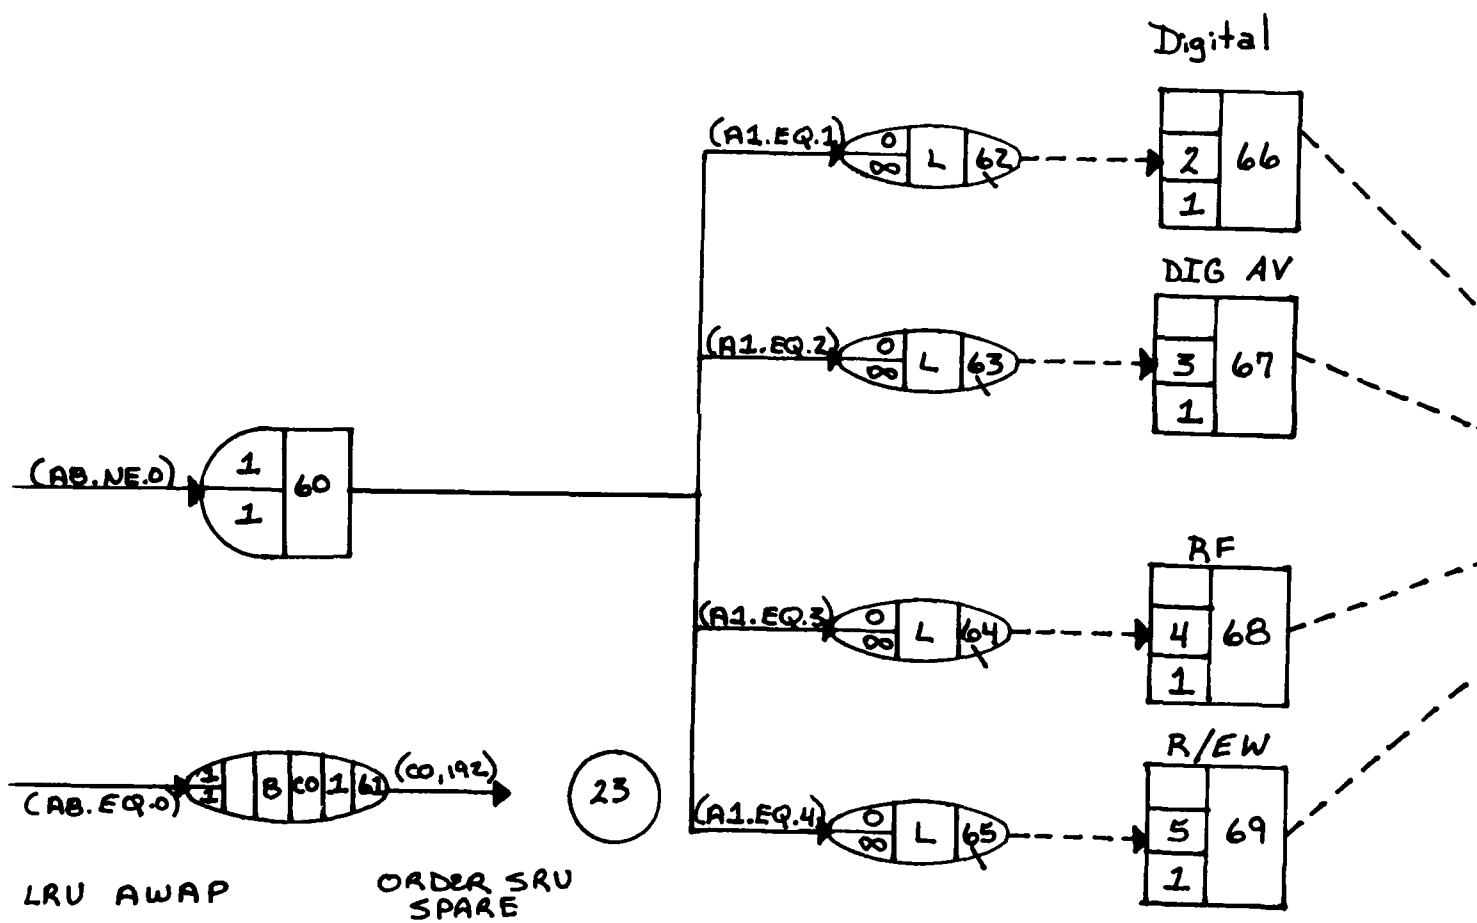 Digital
(A1.EQ.1)
0
∞
L
62
2
1
66
DIG AV
(A1.EQ.2)
0
∞
L
63
3
1
67
(A8.NE.0)
1
1
60
RF
(A1.EQ.3)
0
∞
L
64
4
1
68
R/EW
(A8.EQ.0)
1
1
B
CO
1
61
(CO,192)
23
(A1.EQ.4)
0
∞
L
65
5
1
69
LRU AWAP
ORDER SRU
SPARE